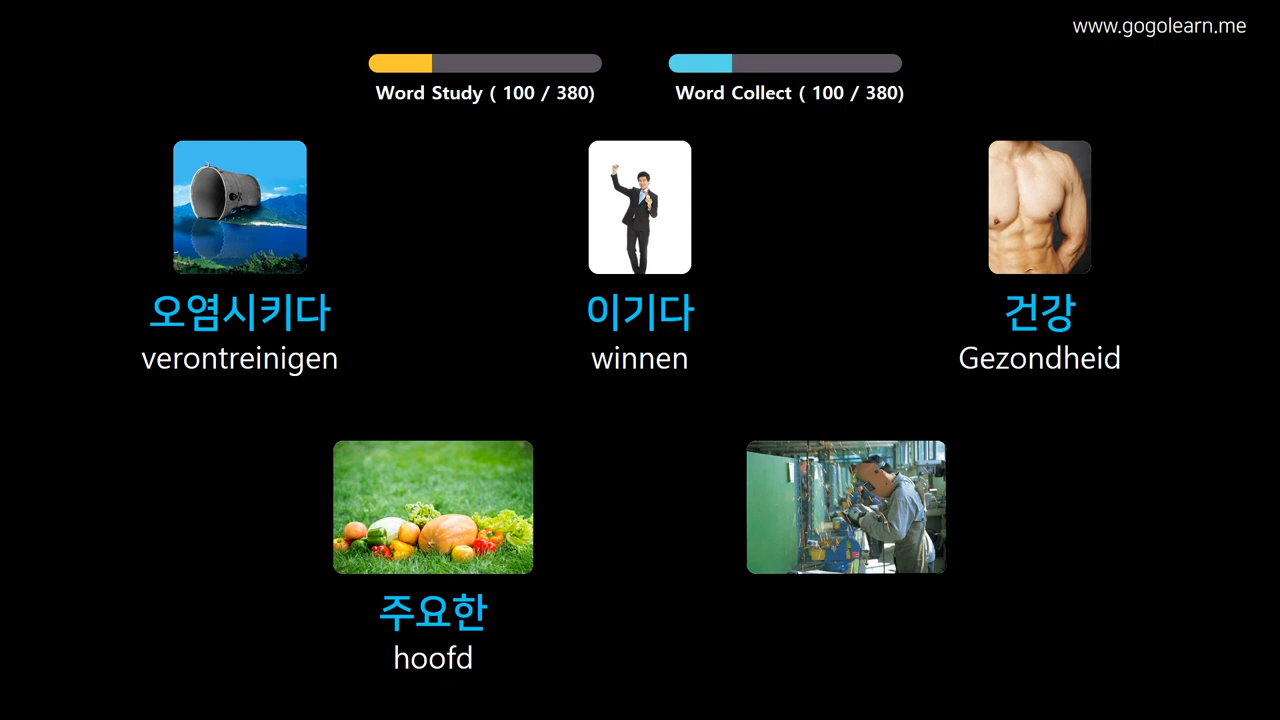 www.gogolearn.me
Word Study ( 100 / 380)
Word Collect ( 100 / 380)
오염시키다
verontreinigen
이기다
winnen
건강
Gezondheid
주요한
hoofd